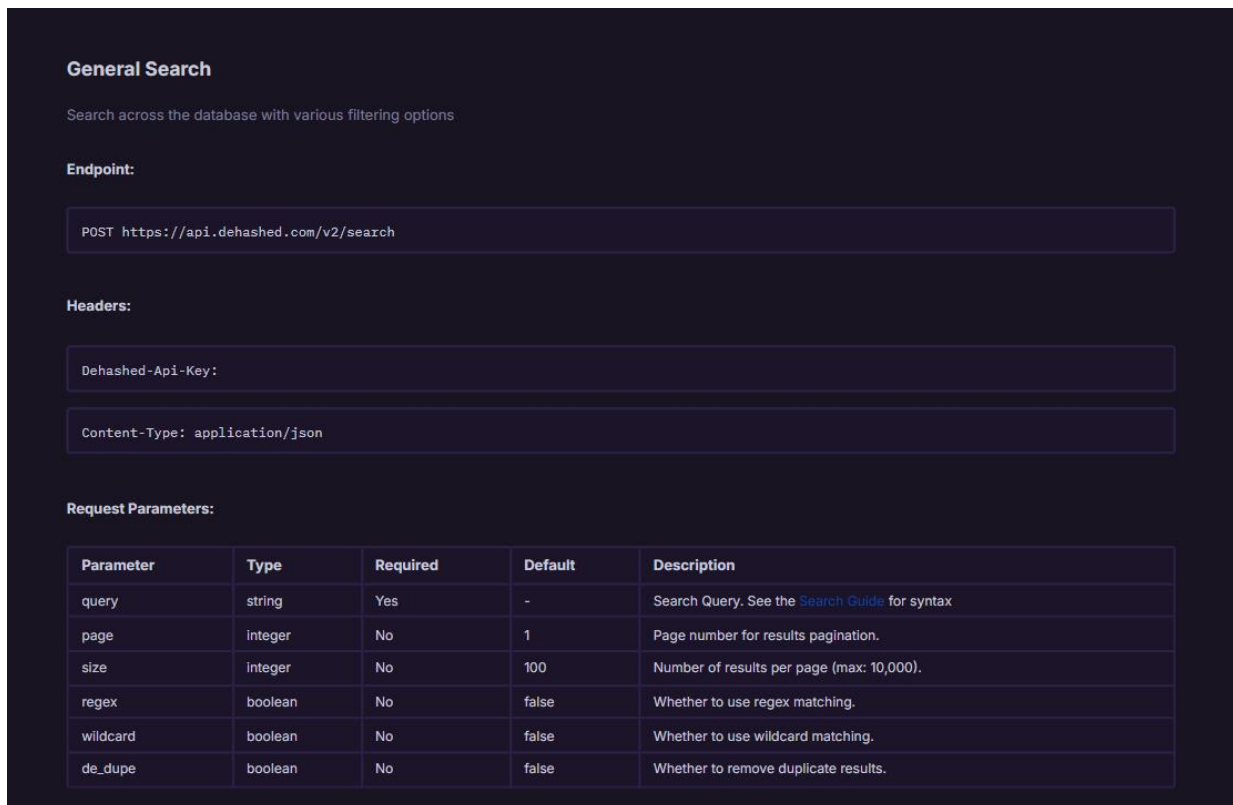 General Search
Search across the database with various filtering options
Endpoint:
POST https://api.dehashed.com/v2/search
Headers:
Dehashed-Api-Key:
Content-Type: application/json
Request Parameters:
Parameter Type Required Default Description
query string Yes - Search Query. See the Search Guide for syntax
page integer No 1 Page number for results pagination.
size integer No 100 Number of results per page (max: 10,000).
regex boolean No false Whether to use regex matching.
wildcard boolean No false Whether to use wildcard matching.
de_dupe boolean No false Whether to remove duplicate results.